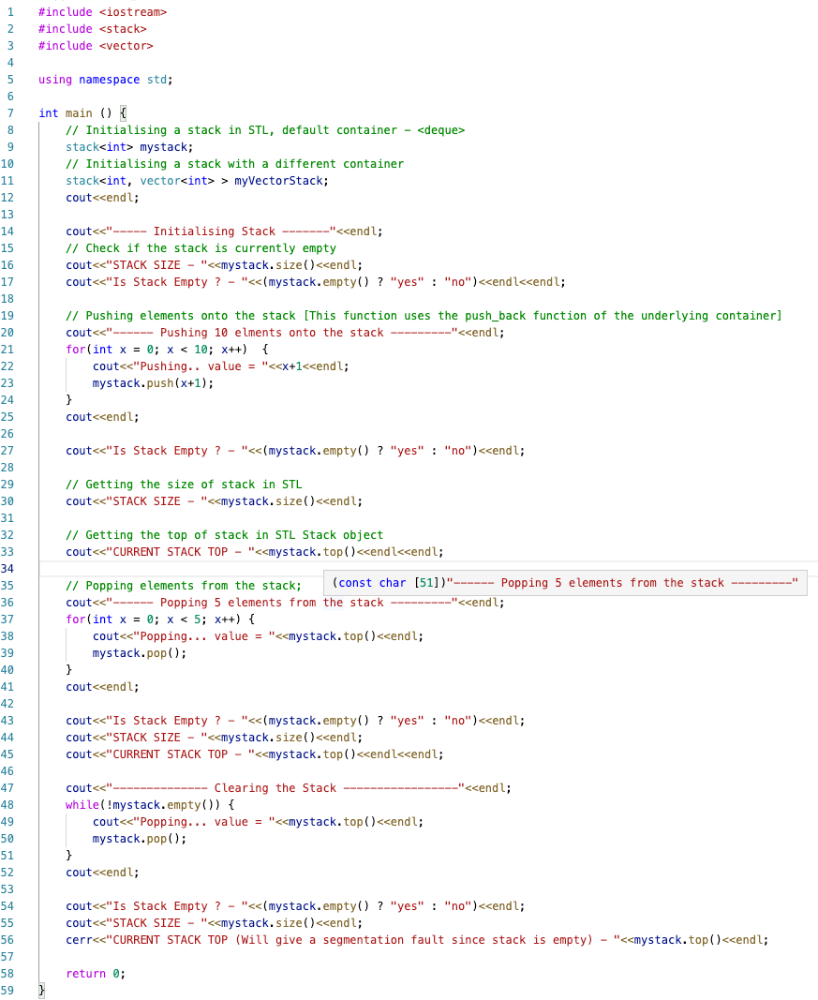 1 #include <iostream>
2 #include <stack>
3 #include <vector>
4
5 using namespace std;
6
7 int main () {
8 // Initialising a stack in STL, default container - <deque>
9 stack<int> mystack;
10 // Initialising a stack with a different container
11 stack<int, vector<int> > myVectorStack;
12 cout<<endl;
13
14 cout<<"----- Initialising Stack -------"<<endl;
15 // Check if the stack is currently empty
16 cout<<"STACK SIZE - "<<mystack.size()<<endl;
17 cout<<"Is Stack Empty ? - "<<(mystack.empty() ? "yes" : "no")<<endl<<endl;
18
19 // Pushing elements onto the stack [This function uses the push_back function of the underlying container]
20 cout<<"------ Pushing 10 elments onto the stack ---------"<<endl;
21 for(int x = 0; x < 10; x++)  {
22 cout<<"Pushing.. value = "<<x+1<<endl;
23 mystack.push(x+1);
24 }
25 cout<<endl;
26
27 cout<<"Is Stack Empty ? - "<<(mystack.empty() ? "yes" : "no")<<endl;
28
29 // Getting the size of stack in STL
30 cout<<"STACK SIZE - "<<mystack.size()<<endl;
31
32 // Getting the top of stack in STL Stack object
33 cout<<"CURRENT STACK TOP - "<<mystack.top()<<endl<<endl;
34
35 // Popping elements from the stack; (const char [51])"------ Popping 5 elements from the stack ---------"
36 cout<<"------ Popping 5 elements from the stack ---------"<<endl;
37 for(int x = 0; x < 5; x++) {
38 cout<<"Popping... value = "<<mystack.top()<<endl;
39 mystack.pop();
40 }
41 cout<<endl;
42
43 cout<<"Is Stack Empty ? - "<<(mystack.empty() ? "yes" : "no")<<endl;
44 cout<<"STACK SIZE - "<<mystack.size()<<endl;
45 cout<<"CURRENT STACK TOP - "<<mystack.top()<<endl<<endl;
46
47 cout<<"-------------- Clearing the Stack -----------------"<<endl;
48 while(!mystack.empty()) {
49 cout<<"Popping... value = "<<mystack.top()<<endl;
50 mystack.pop();
51 }
52 cout<<endl;
53
54 cout<<"Is Stack Empty ? - "<<(mystack.empty() ? "yes" : "no")<<endl;
55 cout<<"STACK SIZE - "<<mystack.size()<<endl;
56 cerr<<"CURRENT STACK TOP (Will give a segmentation fault since stack is empty) - "<<mystack.top()<<endl;
57
58 return 0;
59 }